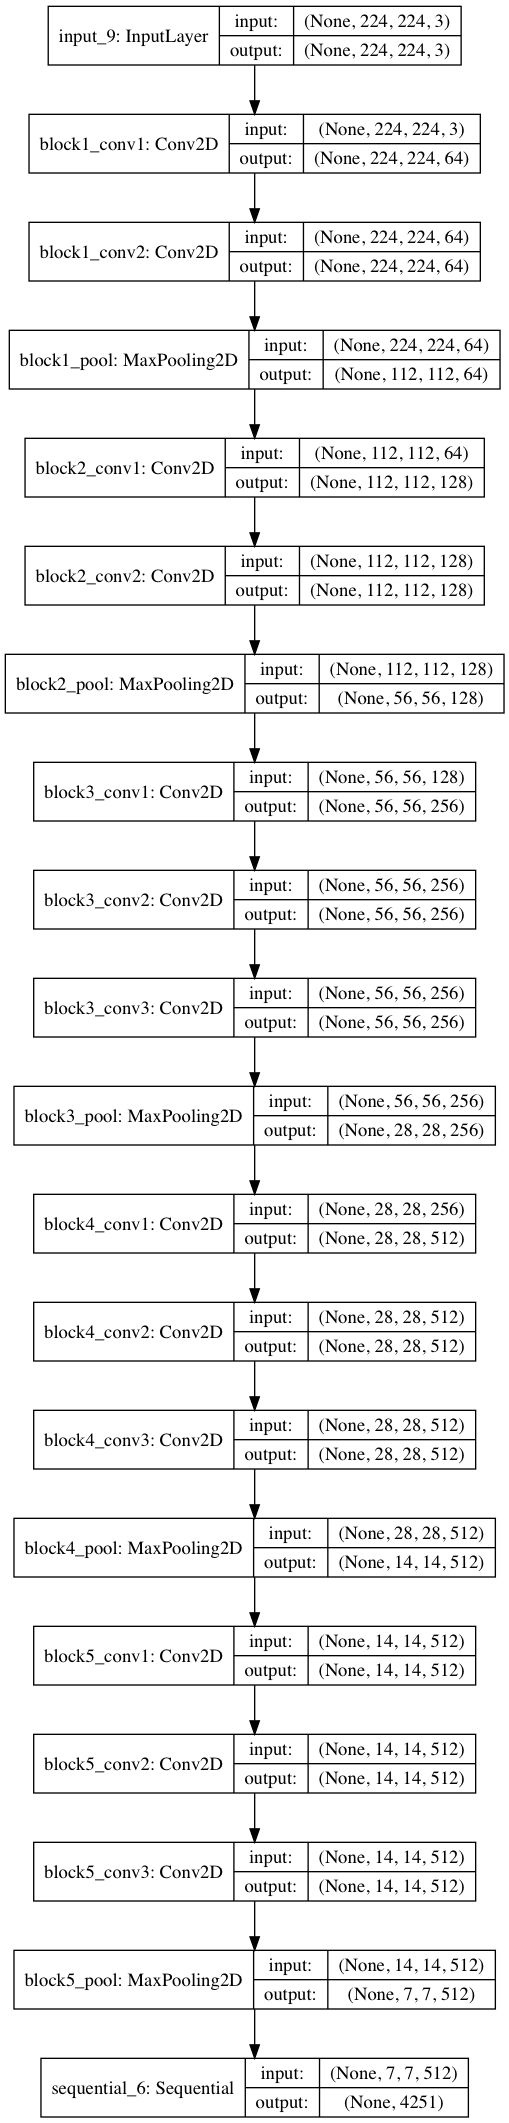 input_9: InputLayer
input: (None, 224, 224, 3)
output: (None, 224, 224, 3)
block1_conv1: Conv2D
input: (None, 224, 224, 3)
output: (None, 224, 224, 64)
block1_conv2: Conv2D
input: (None, 224, 224, 64)
output: (None, 224, 224, 64)
block1_pool: MaxPooling2D
input: (None, 224, 224, 64)
output: (None, 112, 112, 64)
block2_conv1: Conv2D
input: (None, 112, 112, 64)
output: (None, 112, 112, 128)
block2_conv2: Conv2D
input: (None, 112, 112, 128)
output: (None, 112, 112, 128)
block2_pool: MaxPooling2D
input: (None, 112, 112, 128)
output: (None, 56, 56, 128)
block3_conv1: Conv2D
input: (None, 56, 56, 128)
output: (None, 56, 56, 256)
block3_conv2: Conv2D
input: (None, 56, 56, 256)
output: (None, 56, 56, 256)
block3_conv3: Conv2D
input: (None, 56, 56, 256)
output: (None, 56, 56, 256)
block3_pool: MaxPooling2D
input: (None, 56, 56, 256)
output: (None, 28, 28, 256)
block4_conv1: Conv2D
input: (None, 28, 28, 256)
output: (None, 28, 28, 512)
block4_conv2: Conv2D
input: (None, 28, 28, 512)
output: (None, 28, 28, 512)
block4_conv3: Conv2D
input: (None, 28, 28, 512)
output: (None, 28, 28, 512)
block4_pool: MaxPooling2D
input: (None, 28, 28, 512)
output: (None, 14, 14, 512)
block5_conv1: Conv2D
input: (None, 14, 14, 512)
output: (None, 14, 14, 512)
block5_conv2: Conv2D
input: (None, 14, 14, 512)
output: (None, 14, 14, 512)
block5_conv3: Conv2D
input: (None, 14, 14, 512)
output: (None, 14, 14, 512)
block5_pool: MaxPooling2D
input: (None, 14, 14, 512)
output: (None, 7, 7, 512)
sequential_6: Sequential
input: (None, 7, 7, 512)
output: (None, 4251)